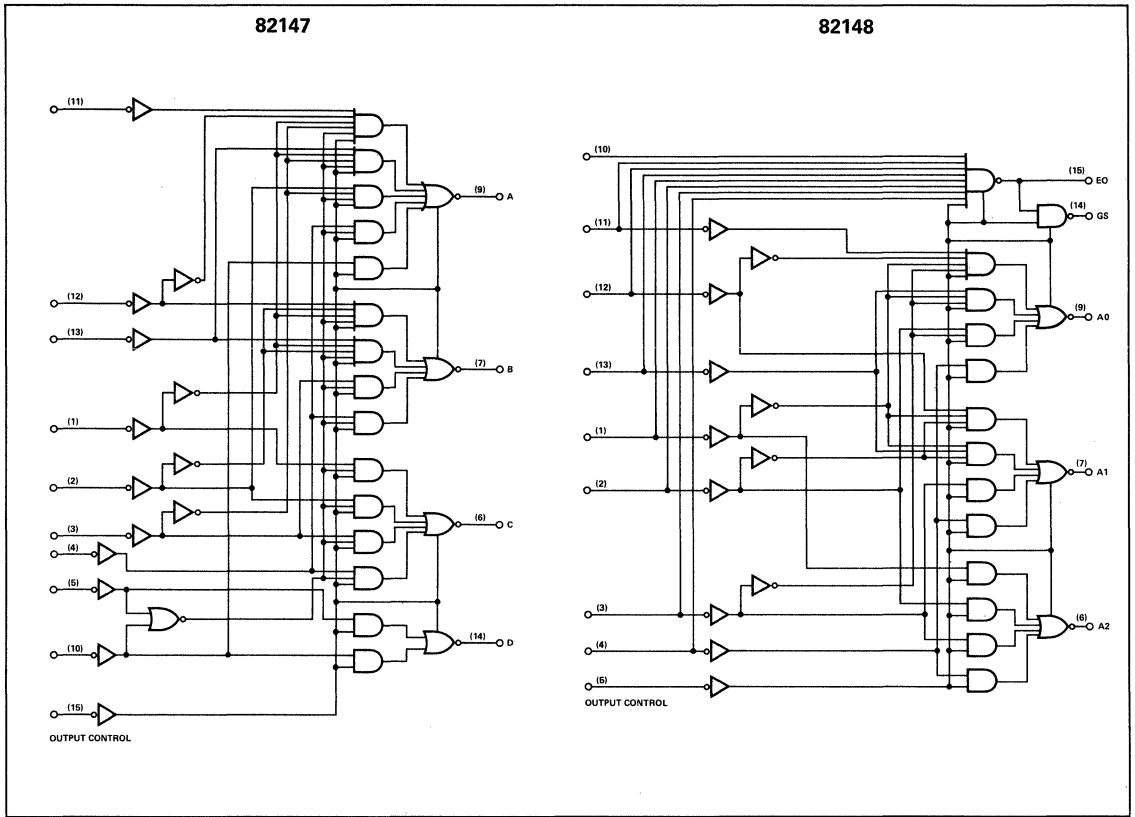 82147
(11)
(9) A
(12)
(13)
(7) B
(1)
(2)
(3)
(6) C
(4)
(5)
(14) D
(10)
(15)
OUTPUT CONTROL
82148
(10)
(15) EO
(14) GS
(11)
(12)
(9) A0
(13)
(1)
(7) A1
(2)
(3)
(6) A2
(4)
(5)
OUTPUT CONTROL